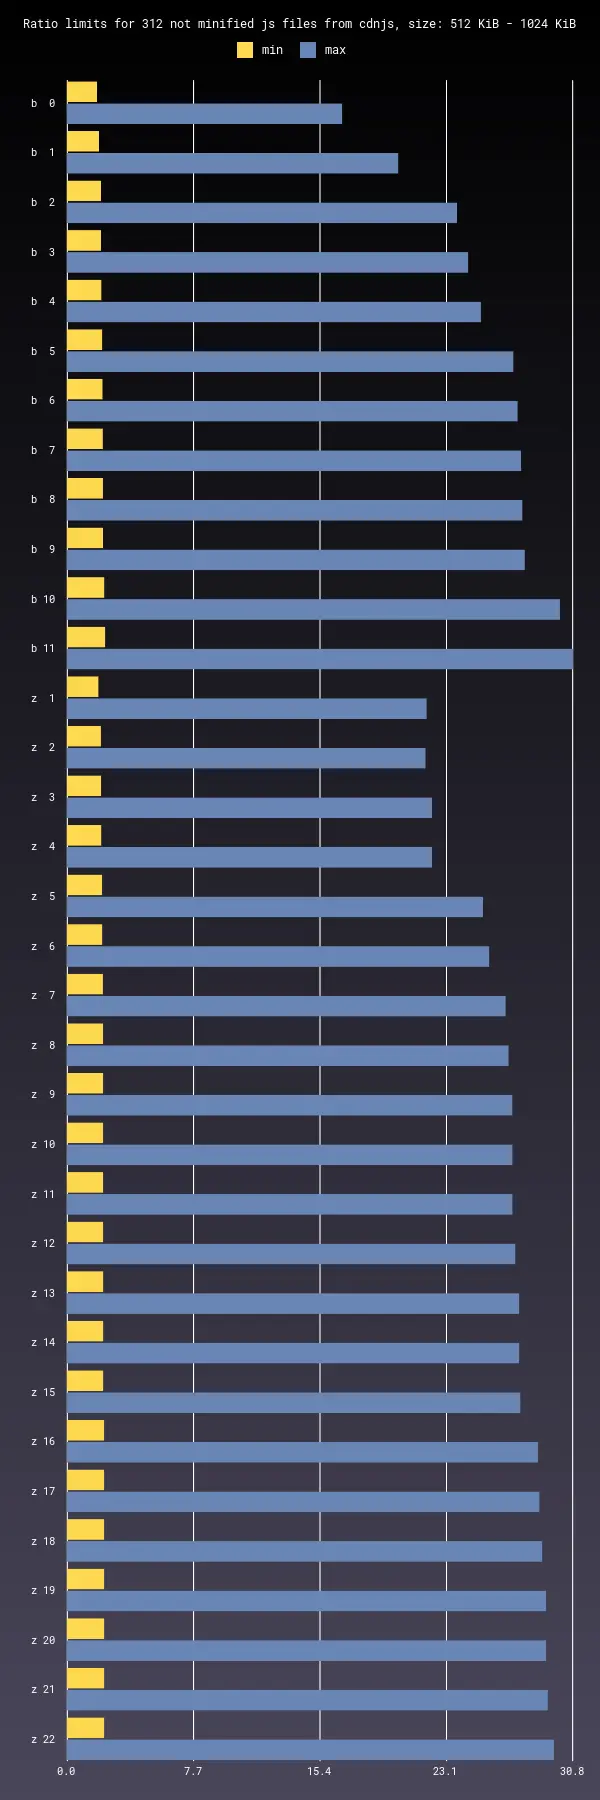 Ratio limits for 312 not minified js files from cdnjs, size: 512 KiB - 1024 KiB
min max
b 0
b 1
b 2
b 3
b 4
b 5
b 6
b 7
b 8
b 9
b 10
b 11
z 1
z 2
z 3
z 4
z 5
z 6
z 7
z 8
z 9
z 10
z 11
z 12
z 13
z 14
z 15
z 16
z 17
z 18
z 19
z 20
z 21
z 22
0.0 7.7 15.4 23.1 30.8